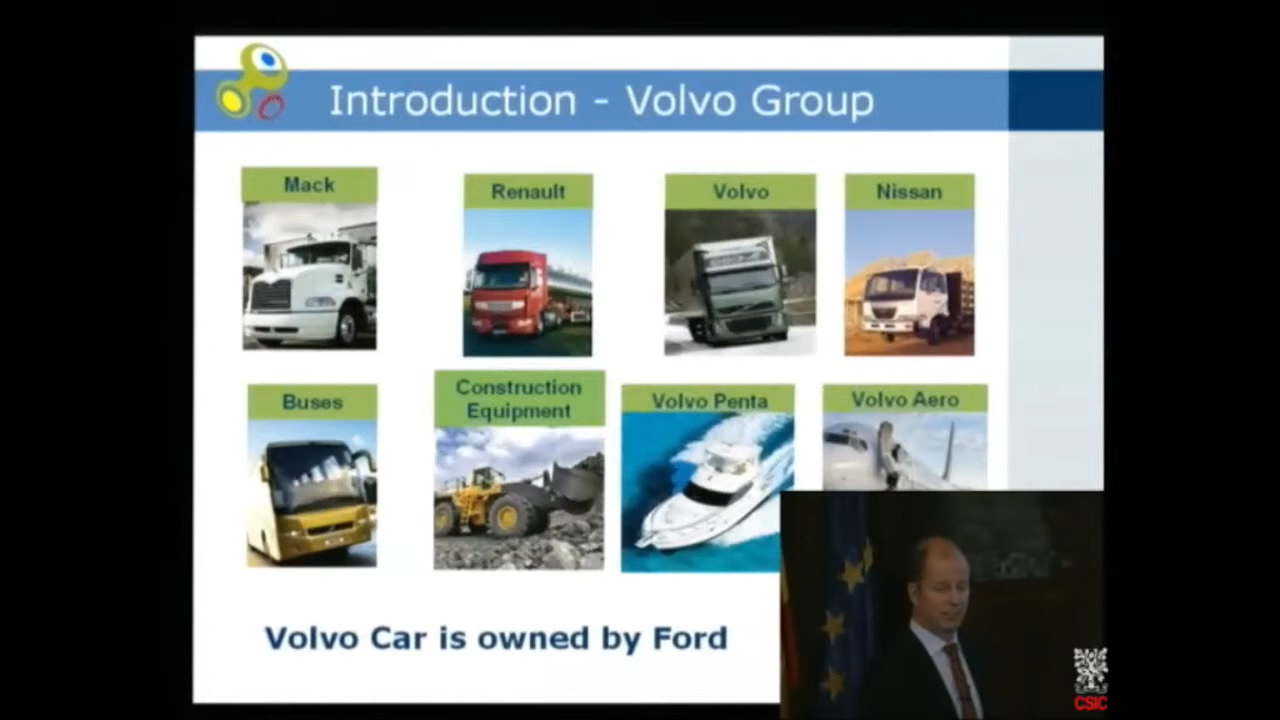 Introduction - Volvo Group
Mack
Renault
Volvo
Nissan
Buses
Construction
Equipment
Volvo Penta
Volvo Aero
Volvo Car is owned by Ford
CSIC